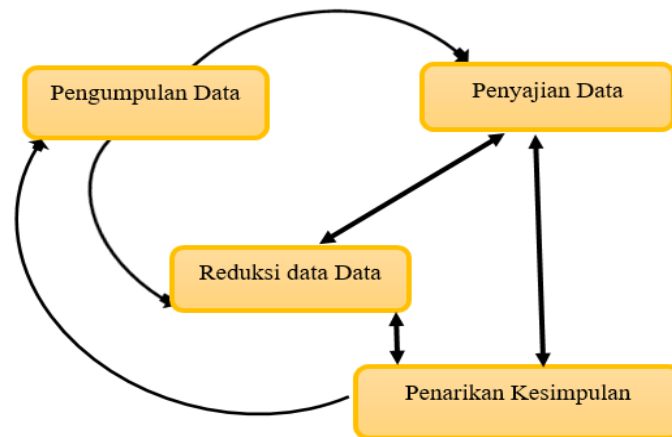 Pengumpulan Data
Penyajian Data
Reduksi data Data
Penarikan Kesimpulan